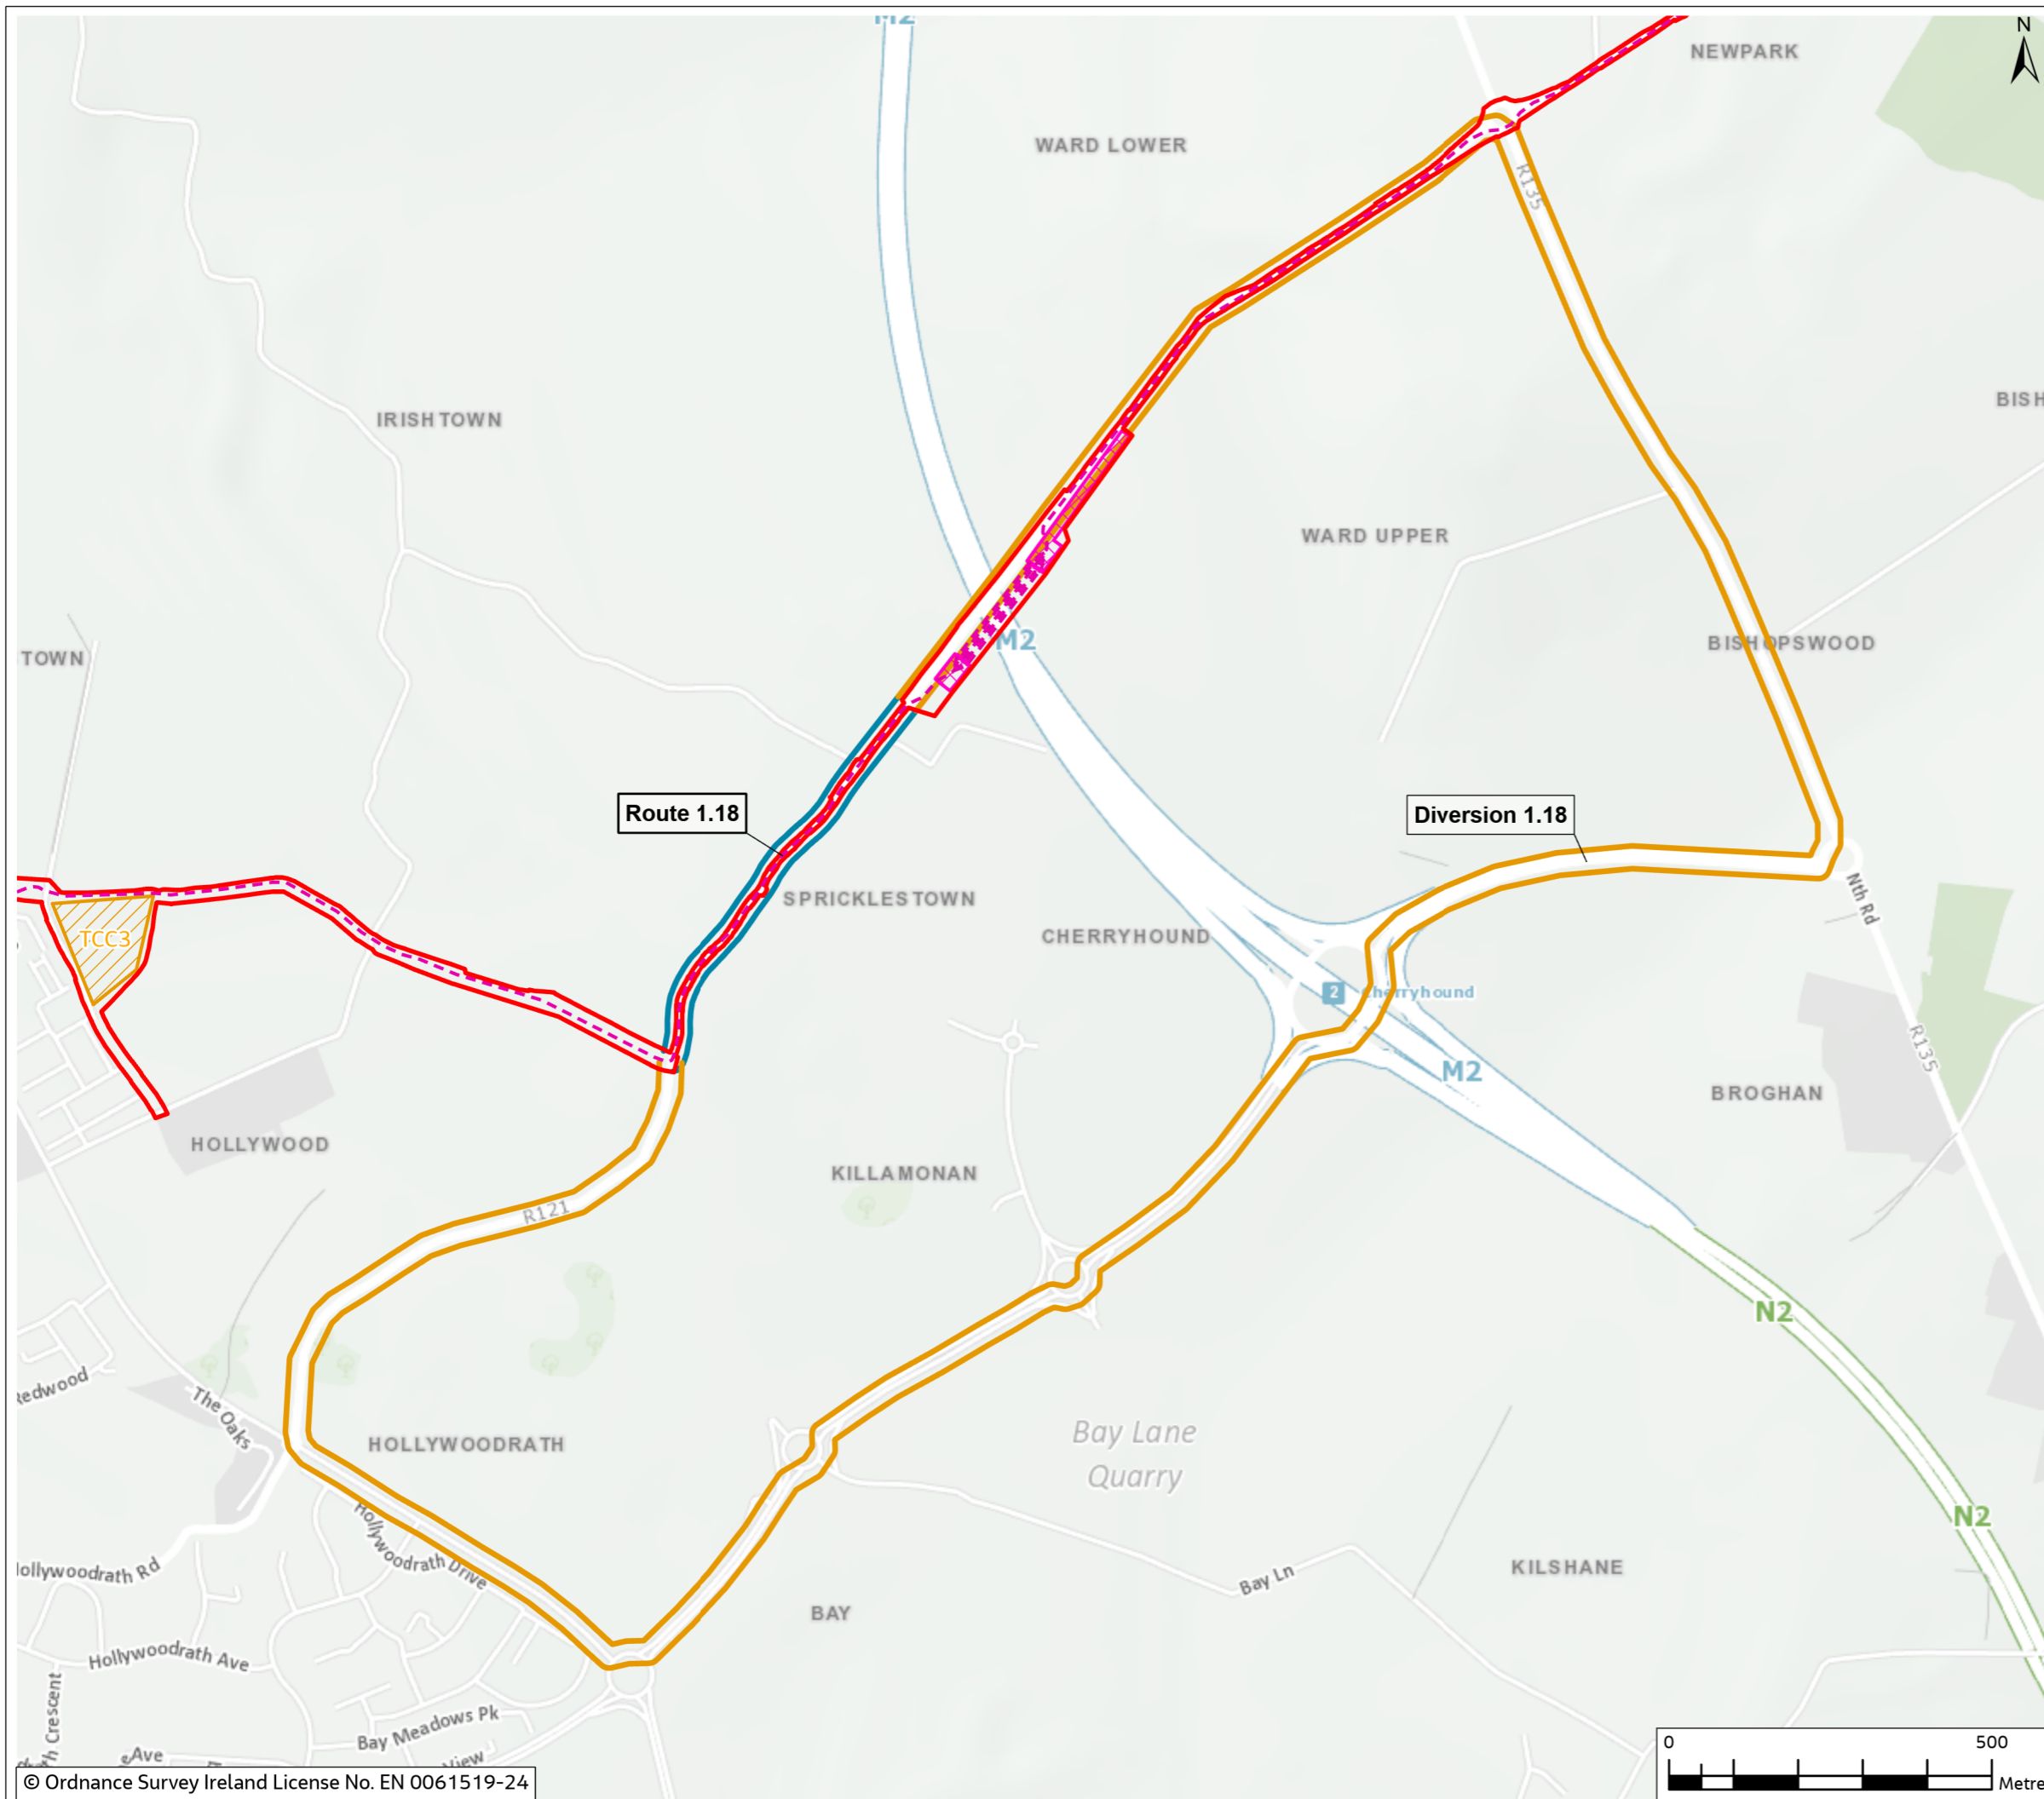 M2
N
NEWPARK
WARD LOWER
R135
IRISHTOWN
BISH
WARD UPPER
M2
BISHOPSWOOD
TOWN
Route 1.18
Diversion 1.18
SPRICKLESTOWN
Nth Rd
CHERRYHOUND
TCC3
2 Cherryhound
R135
M2
BROGHAN
HOLLYWOOD
KILLAMONAN
R121
N2
Redwood
The Oaks
HOLLYWOODRATH
Bay Lane
Quarry
N2
Hollywoodrath Drive
Hollywoodrath Rd
Bay Ln
KILSHANE
BAY
Hollywoodrath Ave
Crescent
Bay Meadows Pk
Ave
View
0 500
Metre
© Ordnance Survey Ireland License No. EN 0061519-24